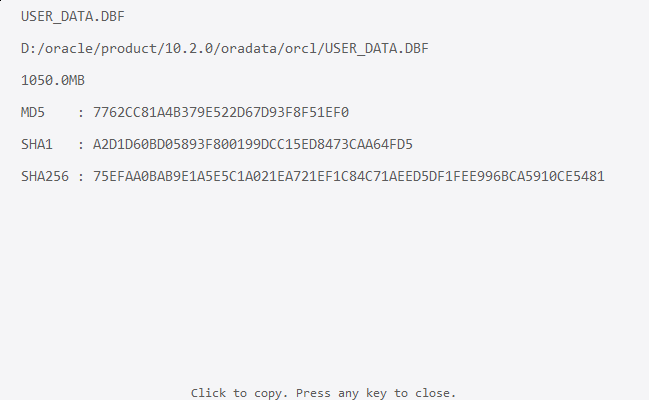 USER_DATA.DBF
D:/oracle/product/10.2.0/oradata/orcl/USER_DATA.DBF
1050.0MB
MD5    : 7762CC81A4B379E522D67D93F8F51EF0
SHA1   : A2D1D60BD05893F800199DCC15ED8473CAA64FD5
SHA256 : 75EFAA0BAB9E1A5E5C1A021EA721EF1C84C71AEED5DF1FEE996BCA5910CE5481
Click to copy. Press any key to close.